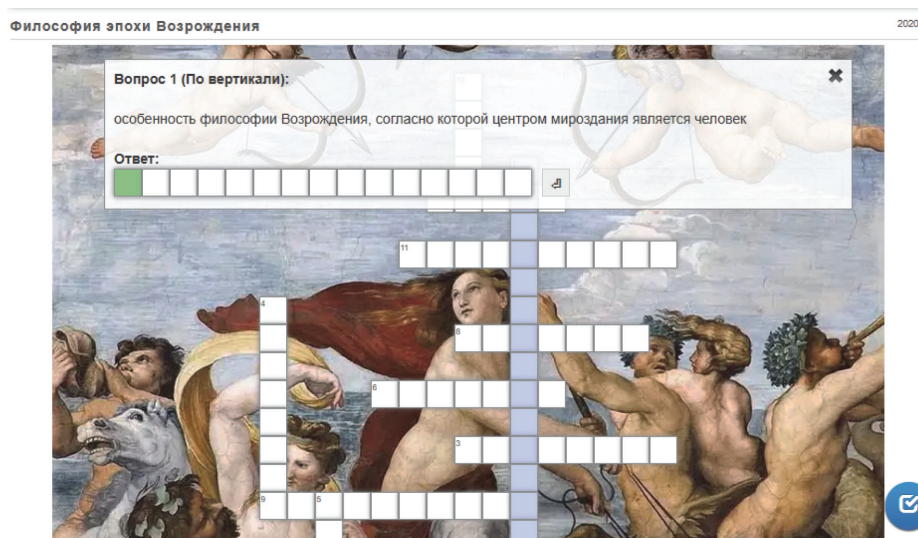 Философия эпохи Возрождения
2020
Вопрос 1 (По вертикали):
особенность философии Возрождения, согласно которой центром мироздания является человек
Ответ:
11
4
8
6
3
9 5